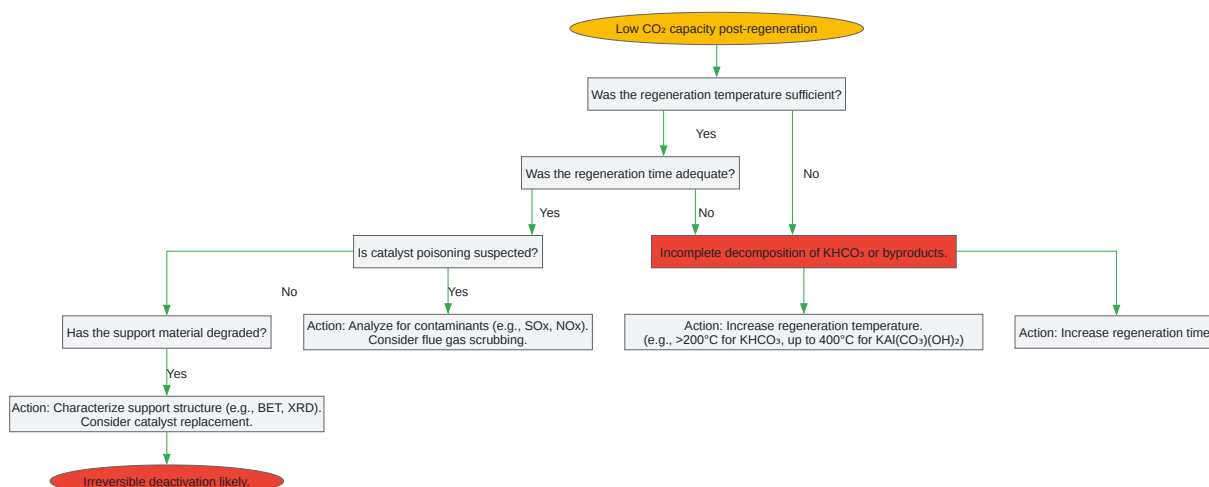 Low CO₂ capacity post-regeneration
Was the regeneration temperature sufficient?
Yes
Was the regeneration time adequate?
No
Yes
No
Is catalyst poisoning suspected?
Incomplete decomposition of KHCO₃ or byproducts.
No
Yes
Has the support material degraded?
Action: Analyze for contaminants (e.g., SOx, NOx).
Consider flue gas scrubbing.
Action: Increase regeneration temperature.
(e.g., >200°C for KHCO₃, up to 400°C for KAl(CO₃)(OH)₂)
Action: Increase regeneration time
Yes
Action: Characterize support structure (e.g., BET, XRD).
Consider catalyst replacement.
Irreversible deactivation likely.